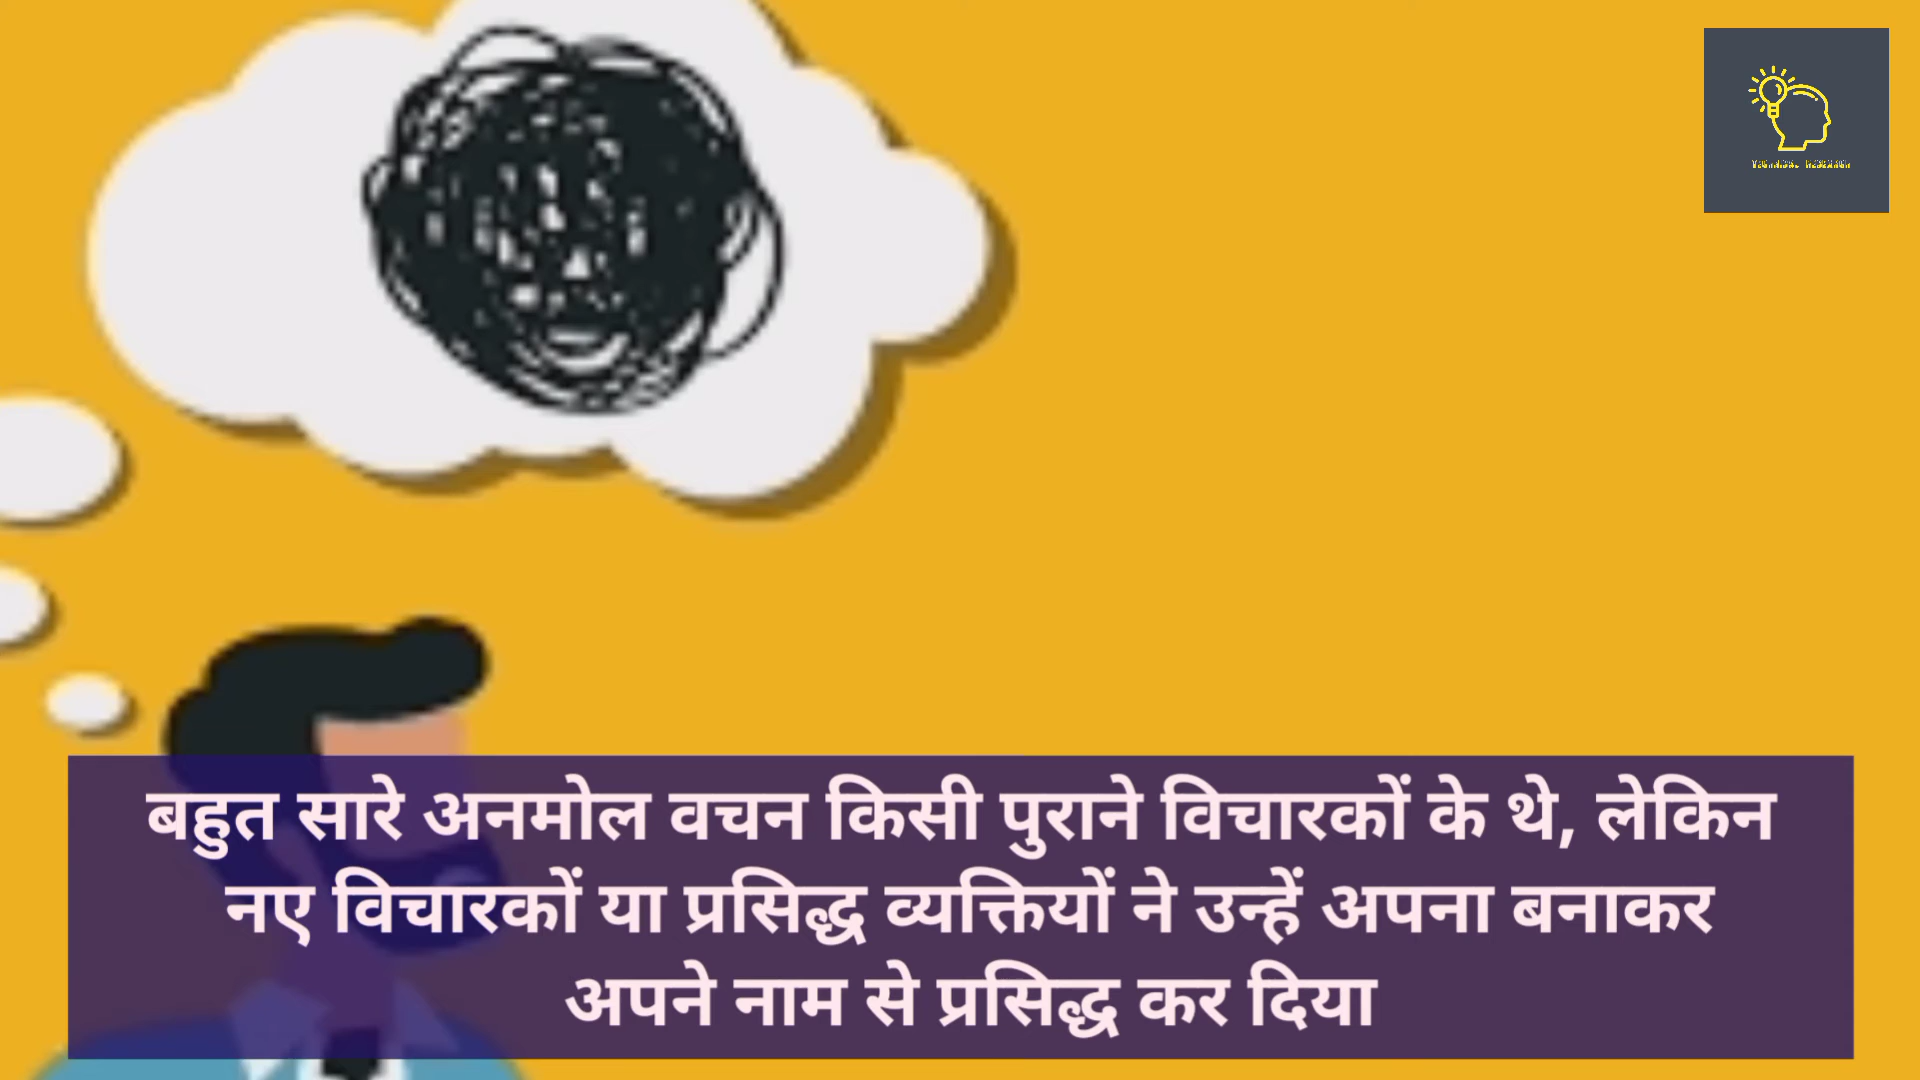 बहुत सारे अनमोल वचन किसी पुराने विचारकों के थे, लेकिन
नए विचारकों या प्रसिद्ध व्यक्तियों ने उन्हें अपना बनाकर
अपने नाम से प्रसिद्ध कर दिया